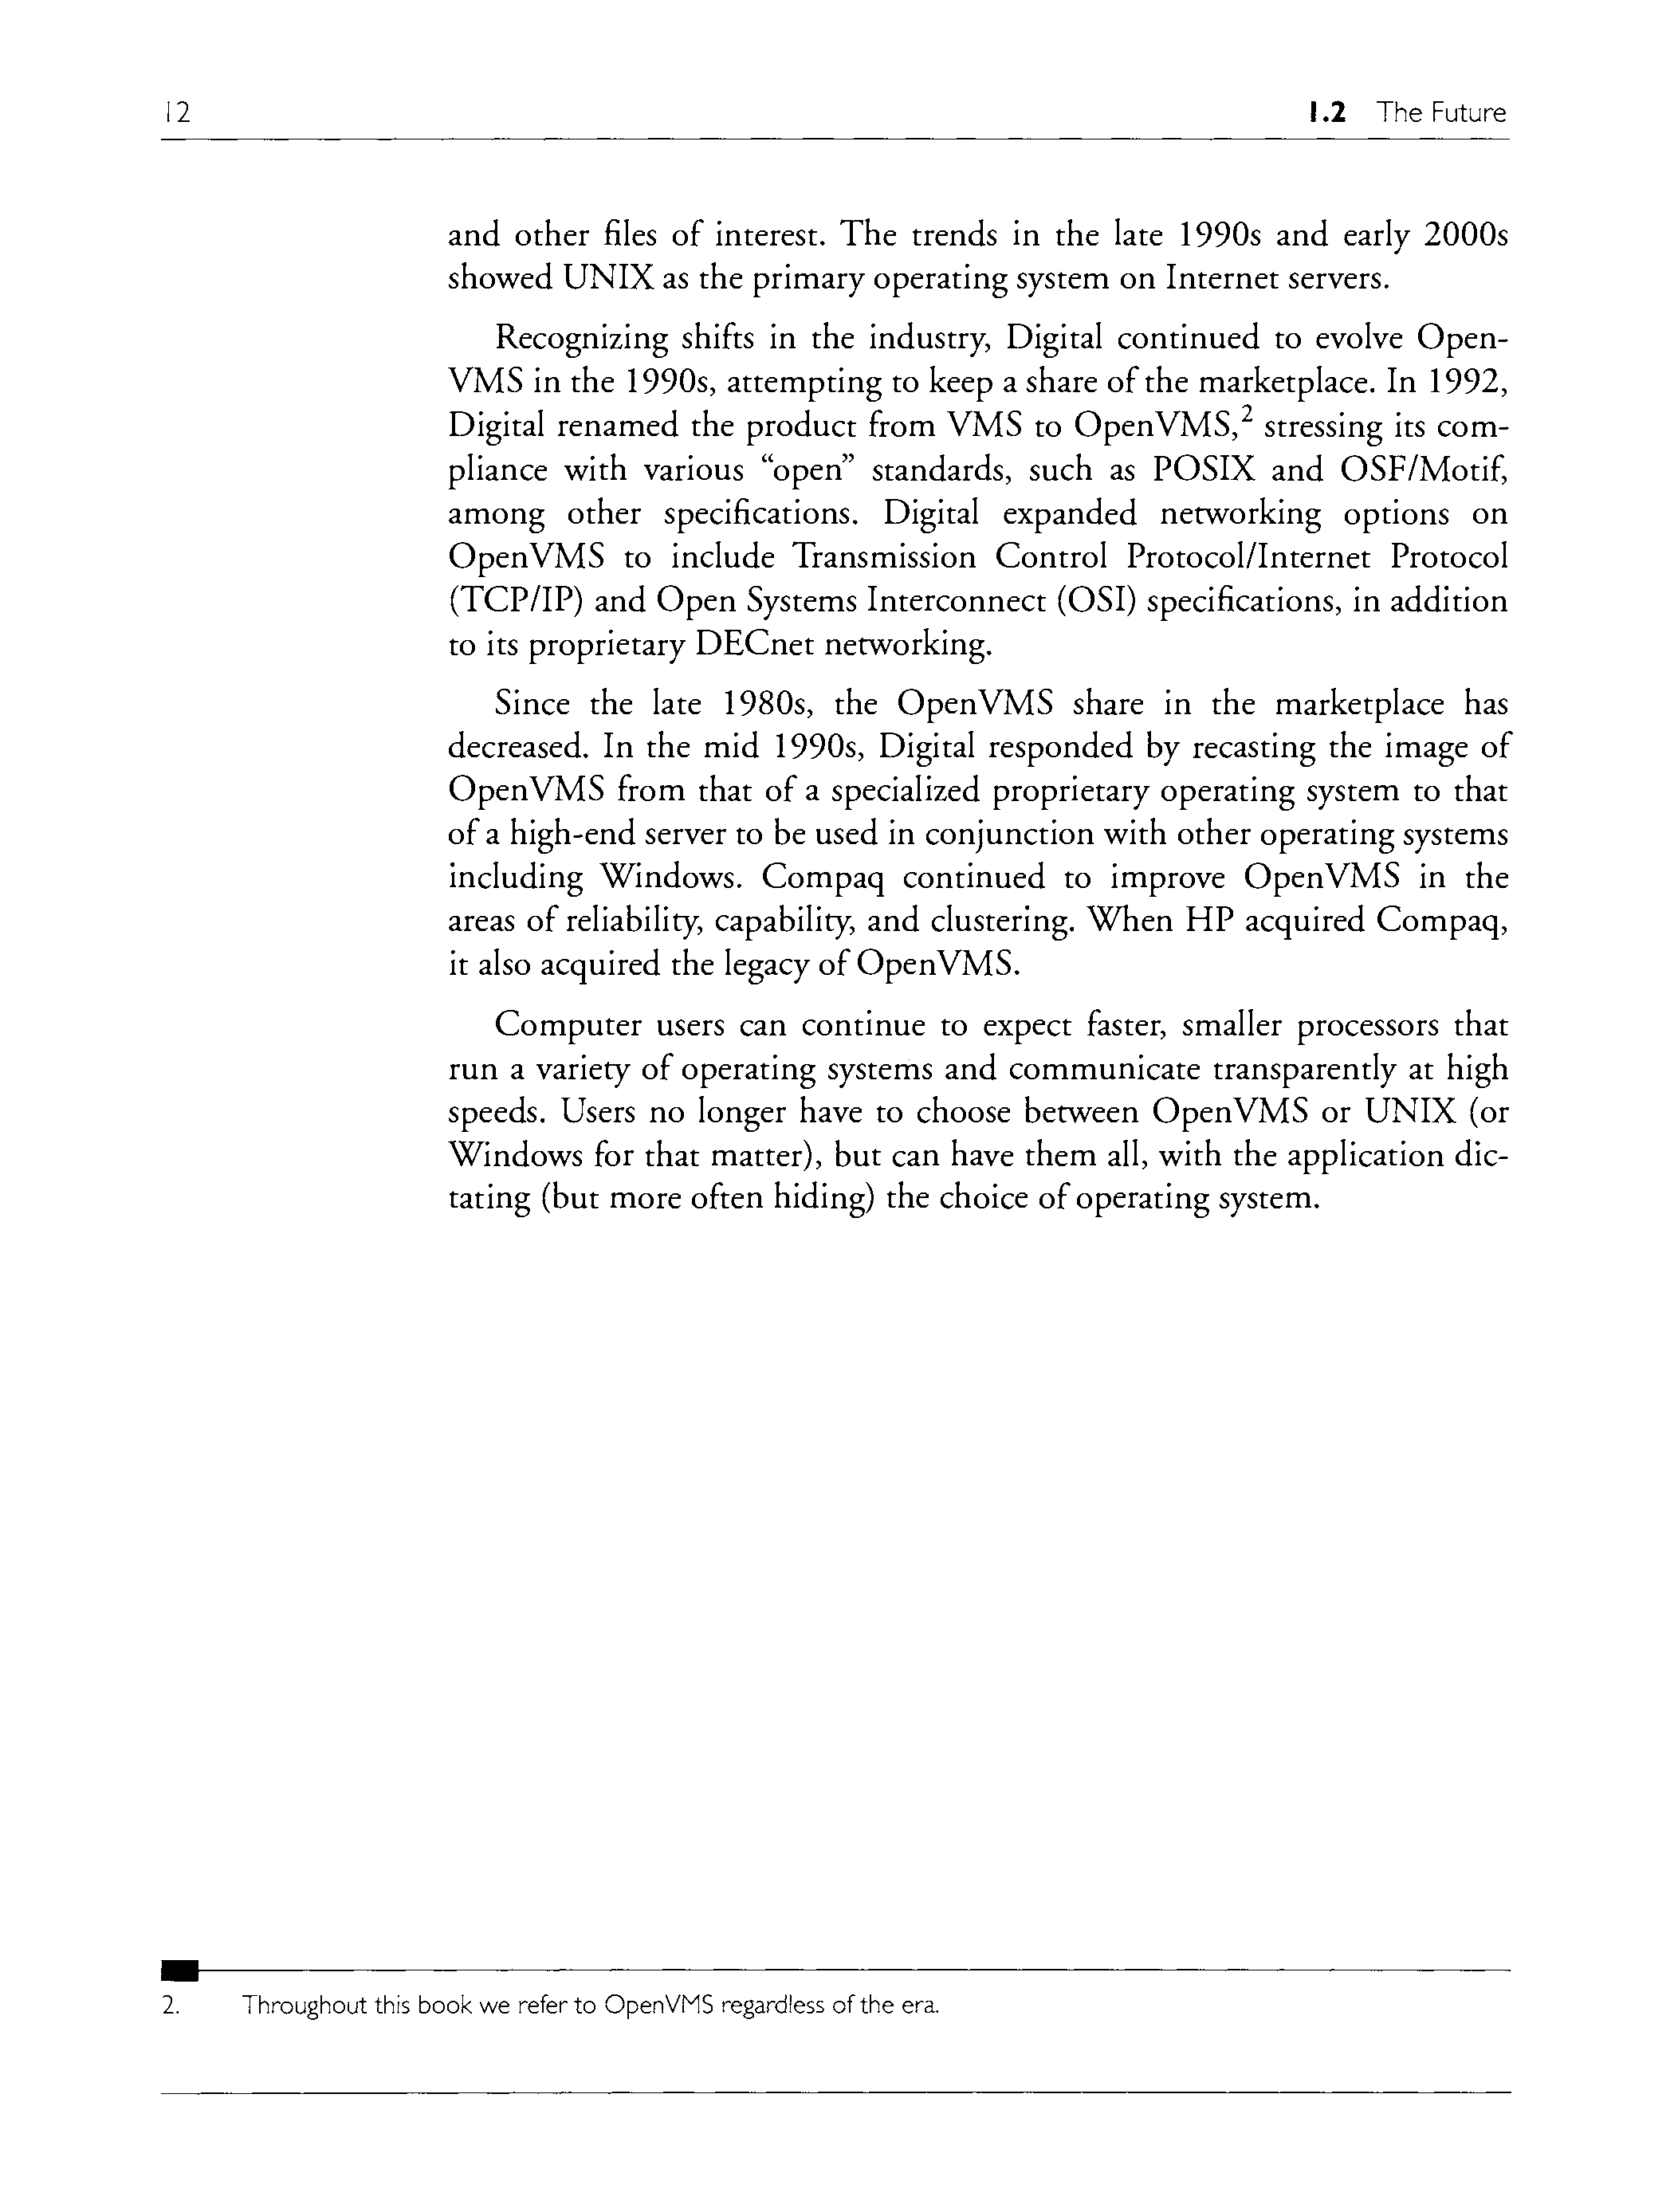 12
1.2 The Future
and other files of interest. The trends in the late 1990s and early 2000s
showed UNIX as the primary operating system on Internet servers.
Recognizing shifts in the industry, Digital continued to evolve Open-
VMS in the 1990s, attempting to keep a share of the marketplace. In 1992,
Digital renamed the product from VMS to OpenVMS,² stressing its com-
pliance with various “open” standards, such as POSIX and OSF/Motif,
among other specifications. Digital expanded networking options on
OpenVMS to include Transmission Control Protocol/Internet Protocol
(TCP/IP) and Open Systems Interconnect (OSI) specifications, in addition
to its proprietary DECnet networking.
Since the late 1980s, the OpenVMS share in the marketplace has
decreased. In the mid 1990s, Digital responded by recasting the image of
OpenVMS from that of a specialized proprietary operating system to that
of a high-end server to be used in conjunction with other operating systems
including Windows. Compaq continued to improve OpenVMS in the
areas of reliability, capability, and clustering. When HP acquired Compaq,
it also acquired the legacy of OpenVMS.
Computer users can continue to expect faster, smaller processors that
run a variety of operating systems and communicate transparently at high
speeds. Users no longer have to choose between OpenVMS or UNIX (or
Windows for that matter), but can have them all, with the application dic-
tating (but more often hiding) the choice of operating system.
2. Throughout this book we refer to OpenVMS regardless of the era.